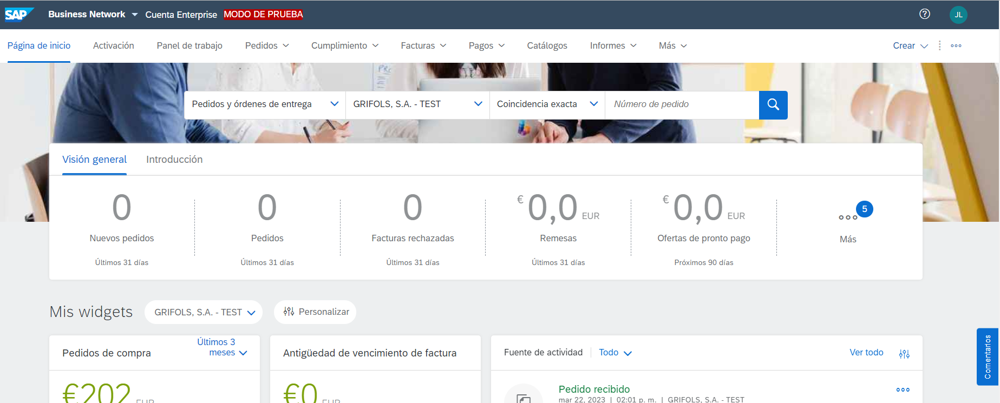 SAP Business Network Cuenta Enterprise MODO DE PRUEBA ? JL
Página de inicio Activación Panel de trabajo Pedidos Cumplimiento Facturas Pagos Catálogos Informes Más Crear
Pedidos y órdenes de entrega GRIFOLS, S.A. - TEST Coincidencia exacta Número de pedido
Visión general Introducción
0 0 0 € 0,0 EUR € 0,0 EUR 5
Nuevos pedidos Pedidos Facturas rechazadas Remesas Ofertas de pronto pago Más
Últimos 31 días Últimos 31 días Últimos 31 días Últimos 31 días Próximos 90 días
Mis widgets GRIFOLS, S.A. - TEST Personalizar
Pedidos de compra Últimos 3
meses
Antigüedad de vencimiento de factura
Fuente de actividad Todo Ver todo
Comentarios
€202 EUR
€0 EUR
Pedido recibido
mar 22, 2023 | 02:01 p. m. | GRIFOLS, S.A. - TEST